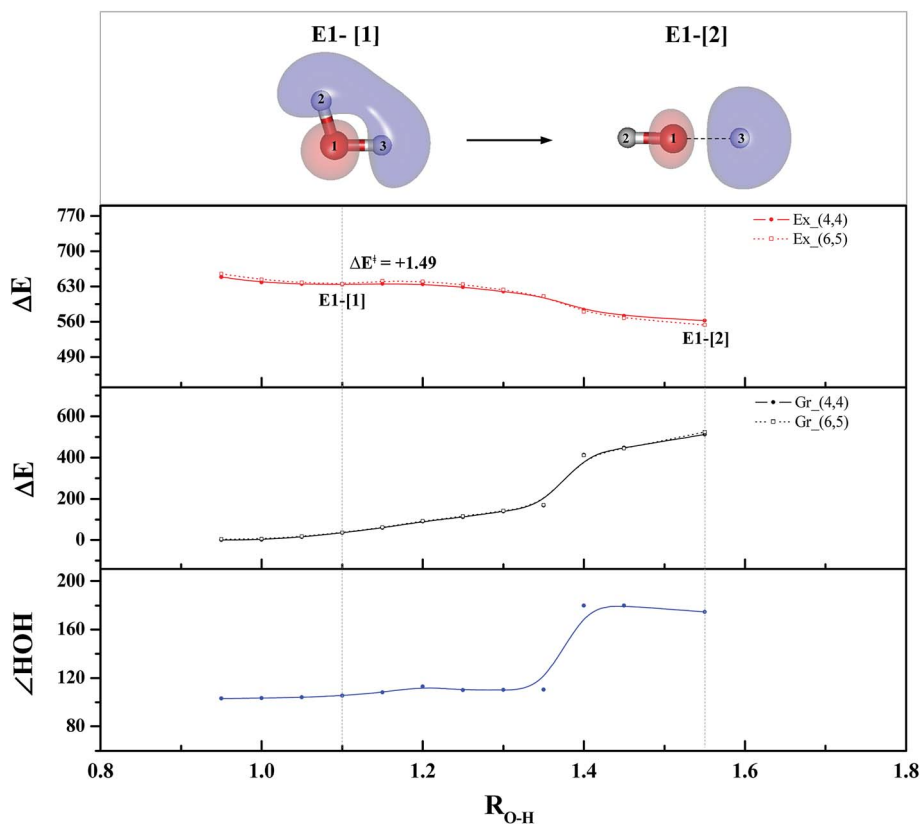 E1- [1]
E1-[2]
2
1
3
2
1
3
770
700
630
560
490
ΔE
Ex_(4,4)
Ex_(6,5)
ΔE‡ = +1.49
E1-[1]
E1-[2]
600
400
200
0
ΔE
Gr_(4,4)
Gr_(6,5)
200
160
120
80
∠HOH
0.8 1.0 1.2 1.4 1.6 1.8
R_O-H